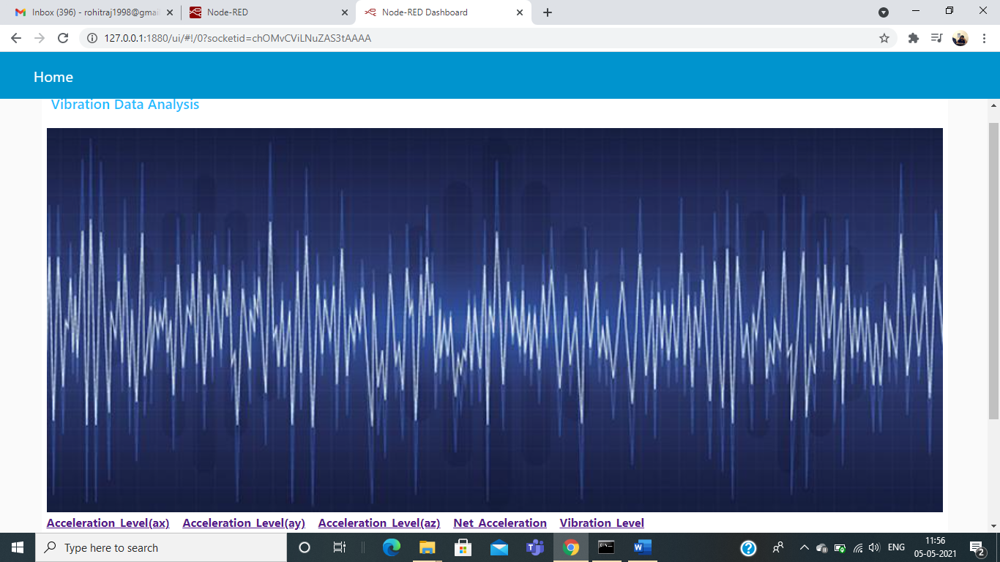 Inbox (396) - rohitraj1998@gmai
Node-RED
Node-RED Dashboard
127.0.0.1:1880/ui/#!/0?socketid=chOMvCViLNuZAS3tAAAA
Home
Vibration Data Analysis
Acceleration Level(ax) Acceleration Level(ay) Acceleration Level(az) Net Acceleration Vibration Level
Type here to search
ENG
11:56
05-05-2021
2